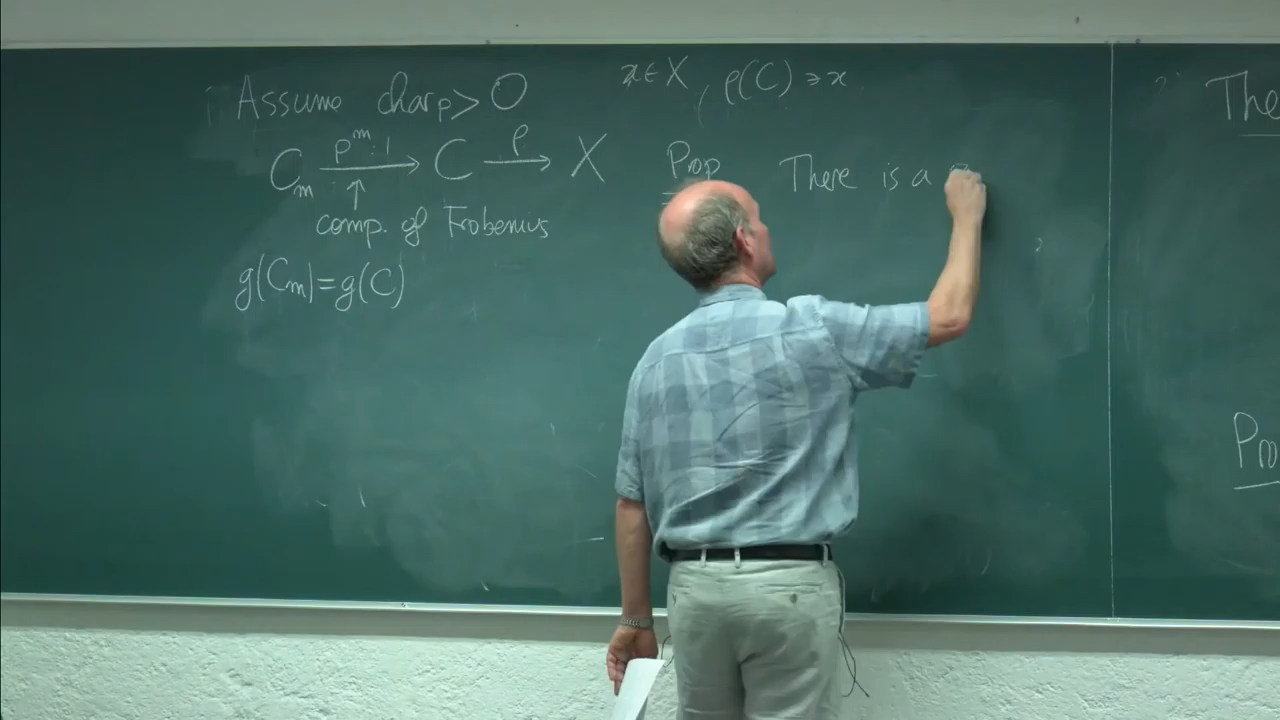 Assume char p > 0
C_m →^{p^m:1} C →^{ρ} X
↑
comp. of Frobenius
g(C_m) = g(C)
x ∈ X, ρ(C) ∋ x
Prop There is a
The
Pro